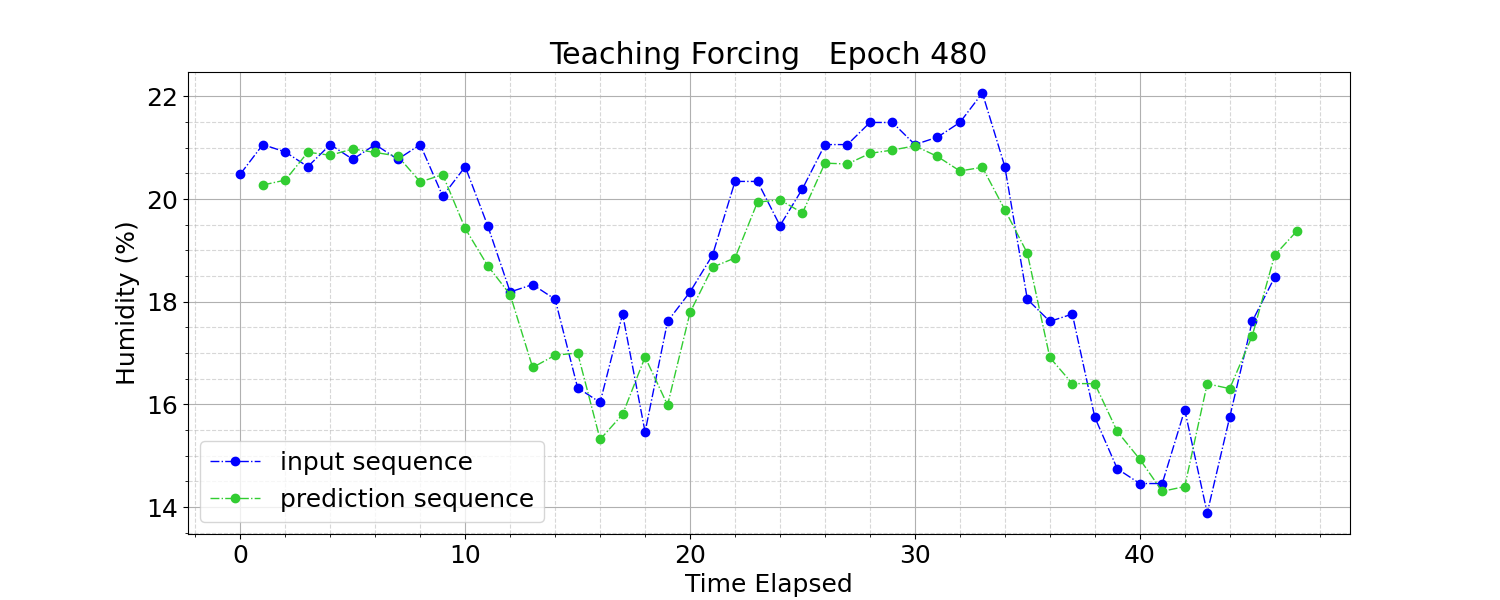 Teaching Forcing   Epoch 480
22
20
18
16
14
Humidity (%)
input sequence
prediction sequence
0 10 20 30 40
Time Elapsed